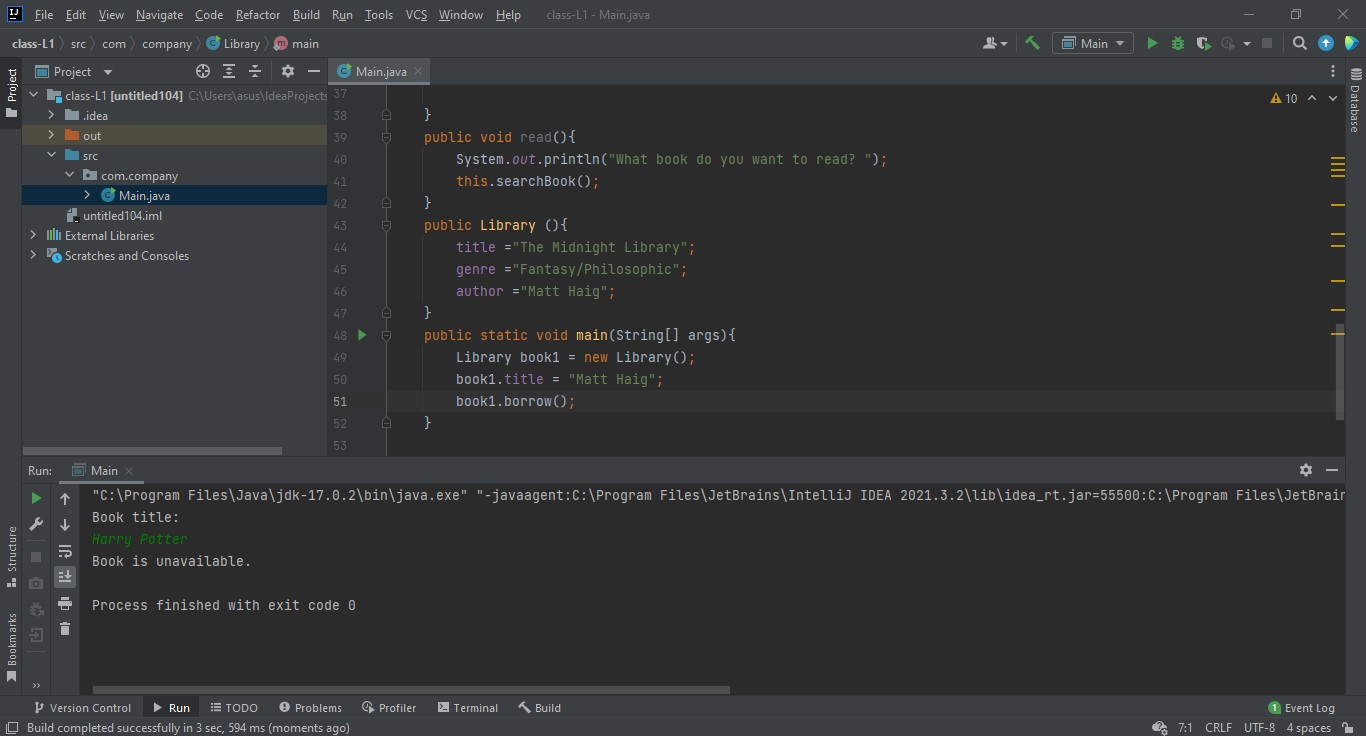 File Edit View Navigate Code Refactor Build Run Tools VCS Window Help class-L1 - Main.java
class-L1 src com company Library main Main
Project
Main.java
Project
Database
class-L1 [untitled104] C:\Users\asus\IdeaProjects
.idea
out
src
com.company
Main.java
untitled104.iml
External Libraries
Scratches and Consoles
10
37
38 }
39 public void read(){
40 System.out.println("What book do you want to read? ");
41 this.searchBook();
42 }
43 public Library (){
44 title ="The Midnight Library";
45 genre ="Fantasy/Philosophic";
46 author ="Matt Haig";
47 }
48 public static void main(String[] args){
49 Library book1 = new Library();
50 book1.title = "Matt Haig";
51 book1.borrow();
52 }
53
Run: Main
"C:\Program Files\Java\jdk-17.0.2\bin\java.exe" "-javaagent:C:\Program Files\JetBrains\IntelliJ IDEA 2021.3.2\lib\idea_rt.jar=55500:C:\Program Files\JetBrain
Book title:
Harry Potter
Book is unavailable.
Process finished with exit code 0
Structure
Bookmarks
Version Control Run TODO Problems Profiler Terminal Build 1 Event Log
Build completed successfully in 3 sec, 594 ms (moments ago) 7:1 CRLF UTF-8 4 spaces